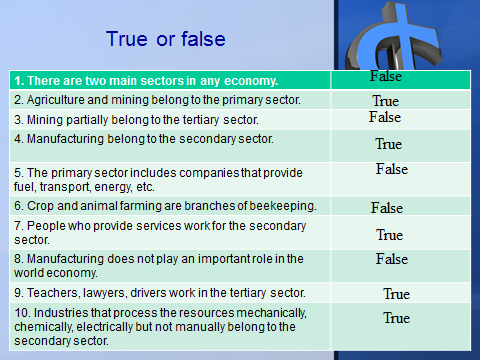 True or false
1. There are two main sectors in any economy. False
2. Agriculture and mining belong to the primary sector. True
3. Mining partially belong to the tertiary sector. False
4. Manufacturing belong to the secondary sector. True
5. The primary sector includes companies that provide False
fuel, transport, energy, etc.
6. Crop and animal farming are branches of beekeeping. False
7. People who provide services work for the secondary True
sector.
8. Manufacturing does not play an important role in the False
world economy.
9. Teachers, lawyers, drivers work in the tertiary sector. True
10. Industries that process the resources mechanically, True
chemically, electrically but not manually belong to the
secondary sector.